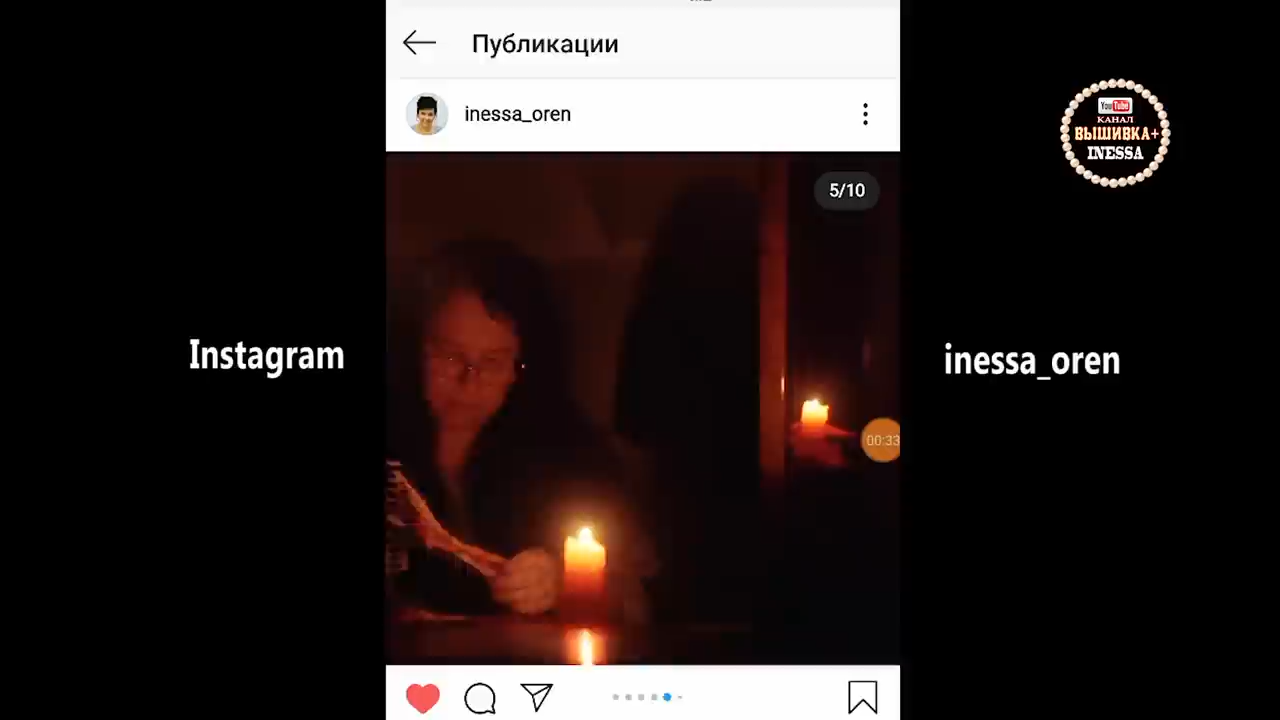 Публикации
inessa_oren
5/10
YouTube
КАНАЛ
ВЫШИВКА+
INESSA
Instagram
inessa_oren
00:33